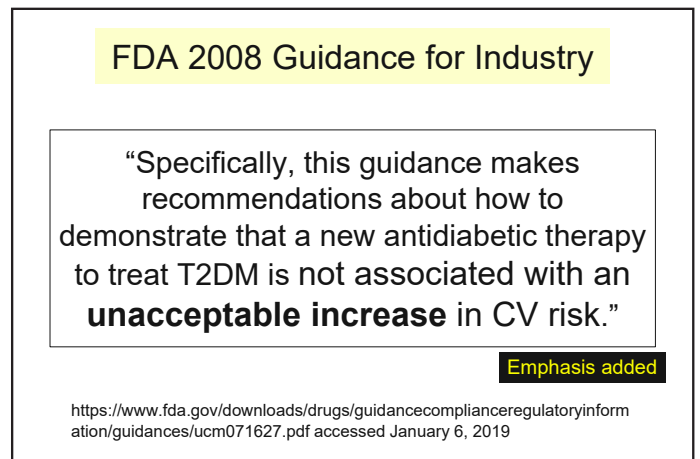 FDA 2008 Guidance for Industry
“Specifically, this guidance makes
recommendations about how to
demonstrate that a new antidiabetic therapy
to treat T2DM is not associated with an
unacceptable increase in CV risk.”
Emphasis added
https://www.fda.gov/downloads/drugs/guidancecomplianceregulatoryinform
ation/guidances/ucm071627.pdf accessed January 6, 2019